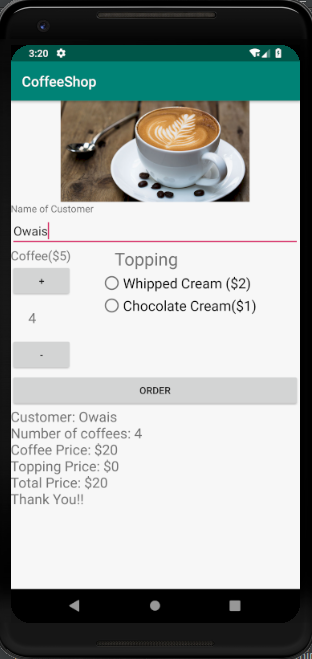 3:20
CoffeeShop
Name of Customer
Owais
Coffee($5)
+
4
-
Topping
Whipped Cream ($2)
Chocolate Cream($1)
ORDER
Customer: Owais
Number of coffees: 4
Coffee Price: $20
Topping Price: $0
Total Price: $20
Thank You!!